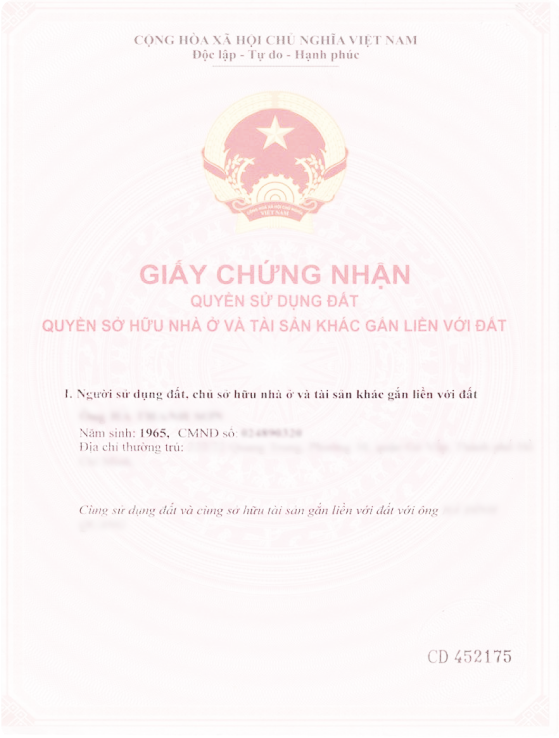 CỘNG HÒA XÃ HỘI CHỦ NGHĨA VIỆT NAM
Độc lập - Tự do - Hạnh phúc
VIỆT NAM
GIẤY CHỨNG NHẬN
QUYỀN SỬ DỤNG ĐẤT
QUYỀN SỞ HỮU NHÀ Ở VÀ TÀI SẢN KHÁC GẮN LIỀN VỚI ĐẤT
I. Người sử dụng đất, chủ sở hữu nhà ở và tài sản khác gắn liền với đất
Năm sinh: 1965, CMND số:
Địa chỉ thường trú:
Cùng sử dụng đất và cùng sở hữu tài sản gắn liền với đất với ông
CD 452175